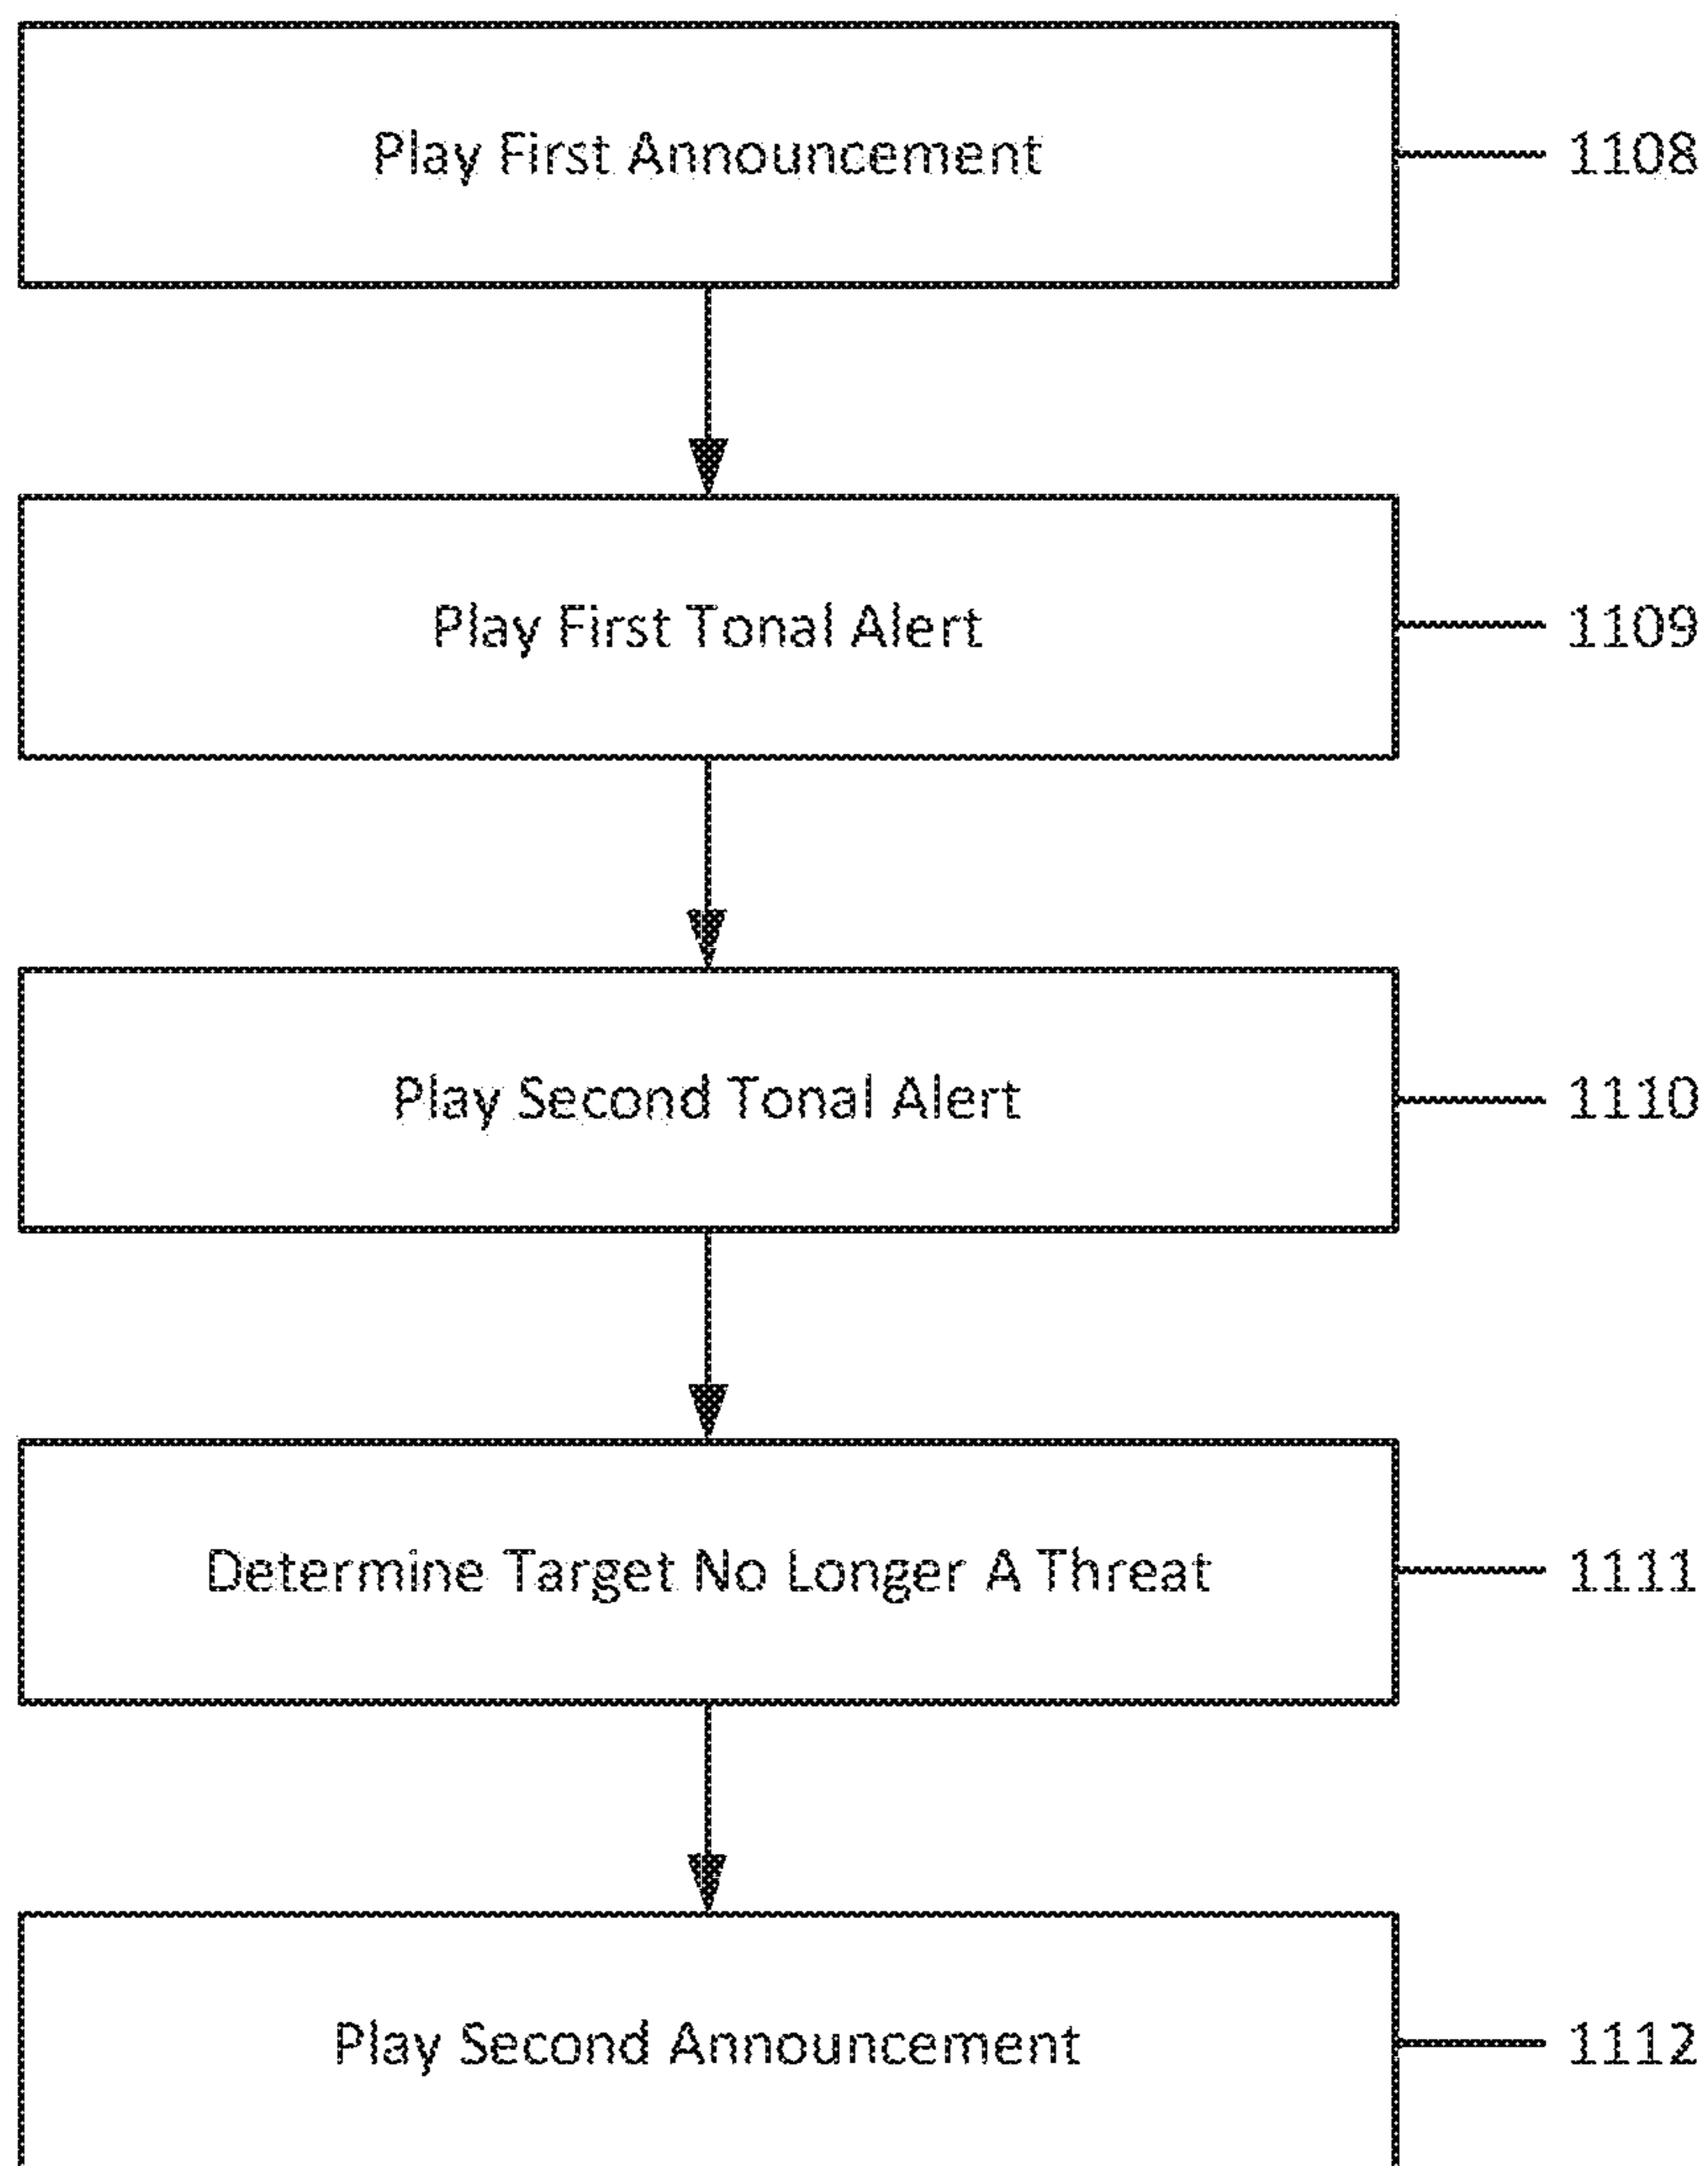 Play First Announcement 1108
Play First Tonal Alert 1109
Play Second Tonal Alert 1110
Determine Target No Longer A Threat 1111
Play Second Announcement 1112